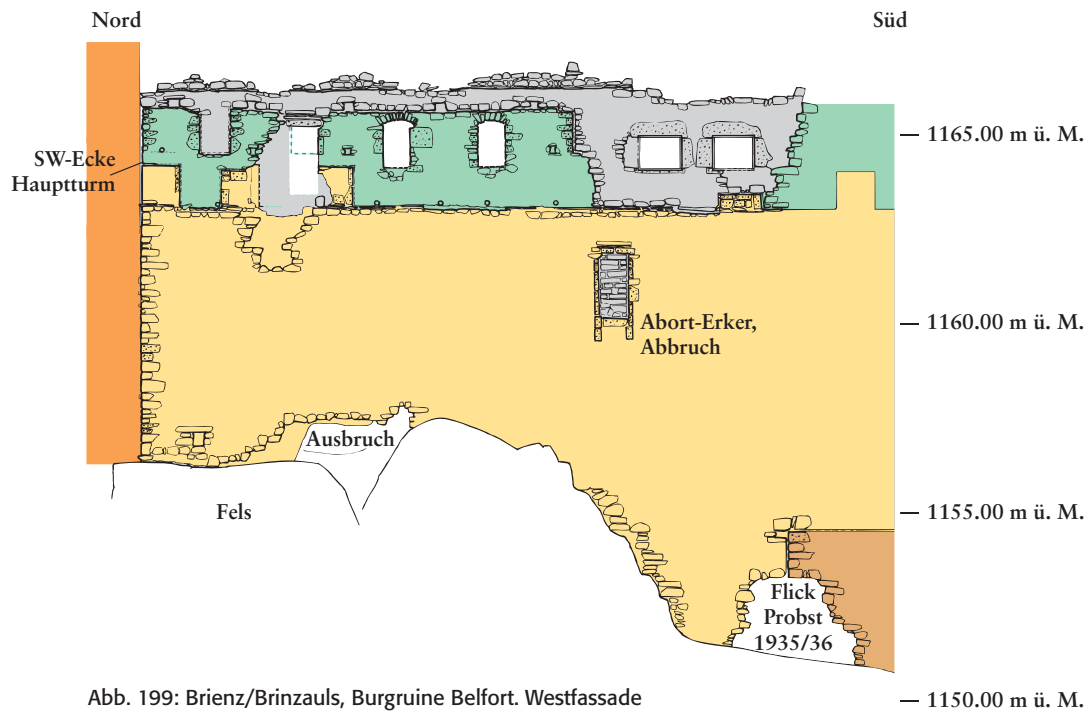 Nord
Süd
— 1165.00 m ü. M.
SW-Ecke
Hauptturm
— 1160.00 m ü. M.
Abort-Erker,
Abbruch
Ausbruch
Fels
— 1155.00 m ü. M.
Flick
Probst
1935/36
Abb. 199: Brienz/Brinzauls, Burgruine Belfort. Westfassade
— 1150.00 m ü. M.